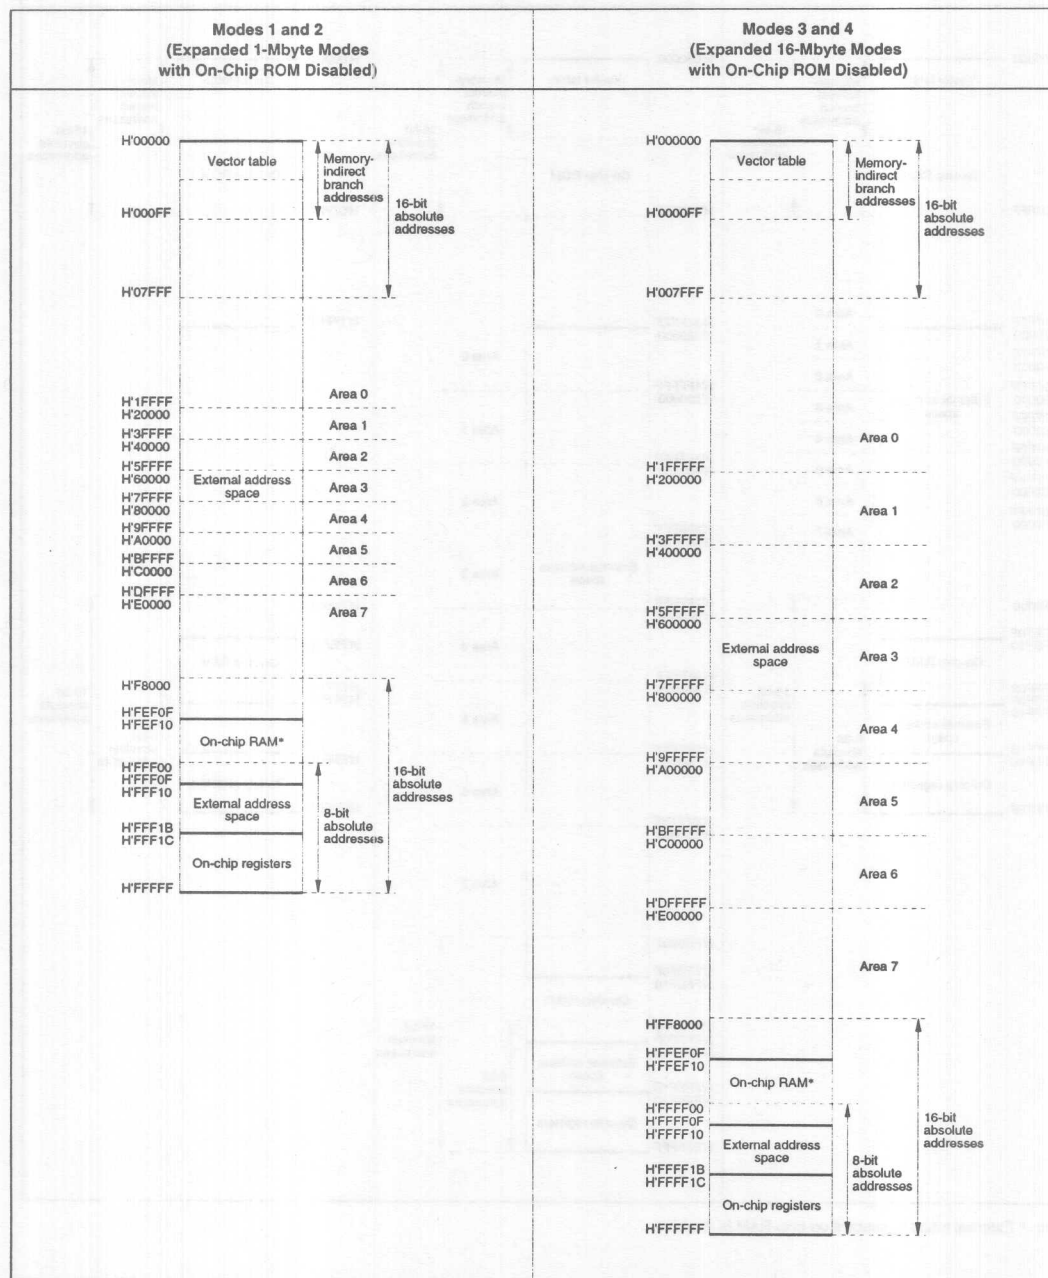 Modes 1 and 2
(Expanded 1-Mbyte Modes
with On-Chip ROM Disabled)
H'00000
Vector table
Memory-
indirect
branch
addresses
16-bit
absolute
addresses
H'000FF
H'07FFF
Area 0
H'1FFFF
H'20000
Area 1
H'3FFFF
H'40000
Area 2
H'5FFFF
H'60000
External address
space
Area 3
H'7FFFF
H'80000
Area 4
H'9FFFF
H'A0000
Area 5
H'BFFFF
H'C0000
Area 6
H'DFFFF
H'E0000
Area 7
H'F8000
H'FEF0F
H'FEF10
On-chip RAM*
H'FFF00
H'FFF0F
H'FFF10
External address
space
8-bit
absolute
addresses
16-bit
absolute
addresses
H'FFF1B
H'FFF1C
On-chip registers
H'FFFFF
Modes 3 and 4
(Expanded 16-Mbyte Modes
with On-Chip ROM Disabled)
H'000000
Vector table
Memory-
indirect
branch
addresses
16-bit
absolute
addresses
H'0000FF
H'007FFF
Area 0
H'1FFFFF
H'200000
Area 1
H'3FFFFF
H'400000
Area 2
H'5FFFFF
H'600000
External address
space
Area 3
H'7FFFFF
H'800000
Area 4
H'9FFFFF
H'A00000
Area 5
H'BFFFFF
H'C00000
Area 6
H'DFFFFF
H'E00000
Area 7
H'FF8000
H'FFEF0F
H'FFEF10
On-chip RAM*
H'FFFF00
H'FFFF0F
H'FFFF10
External address
space
8-bit
absolute
addresses
16-bit
absolute
addresses
H'FFFF1B
H'FFFF1C
On-chip registers
H'FFFFFF